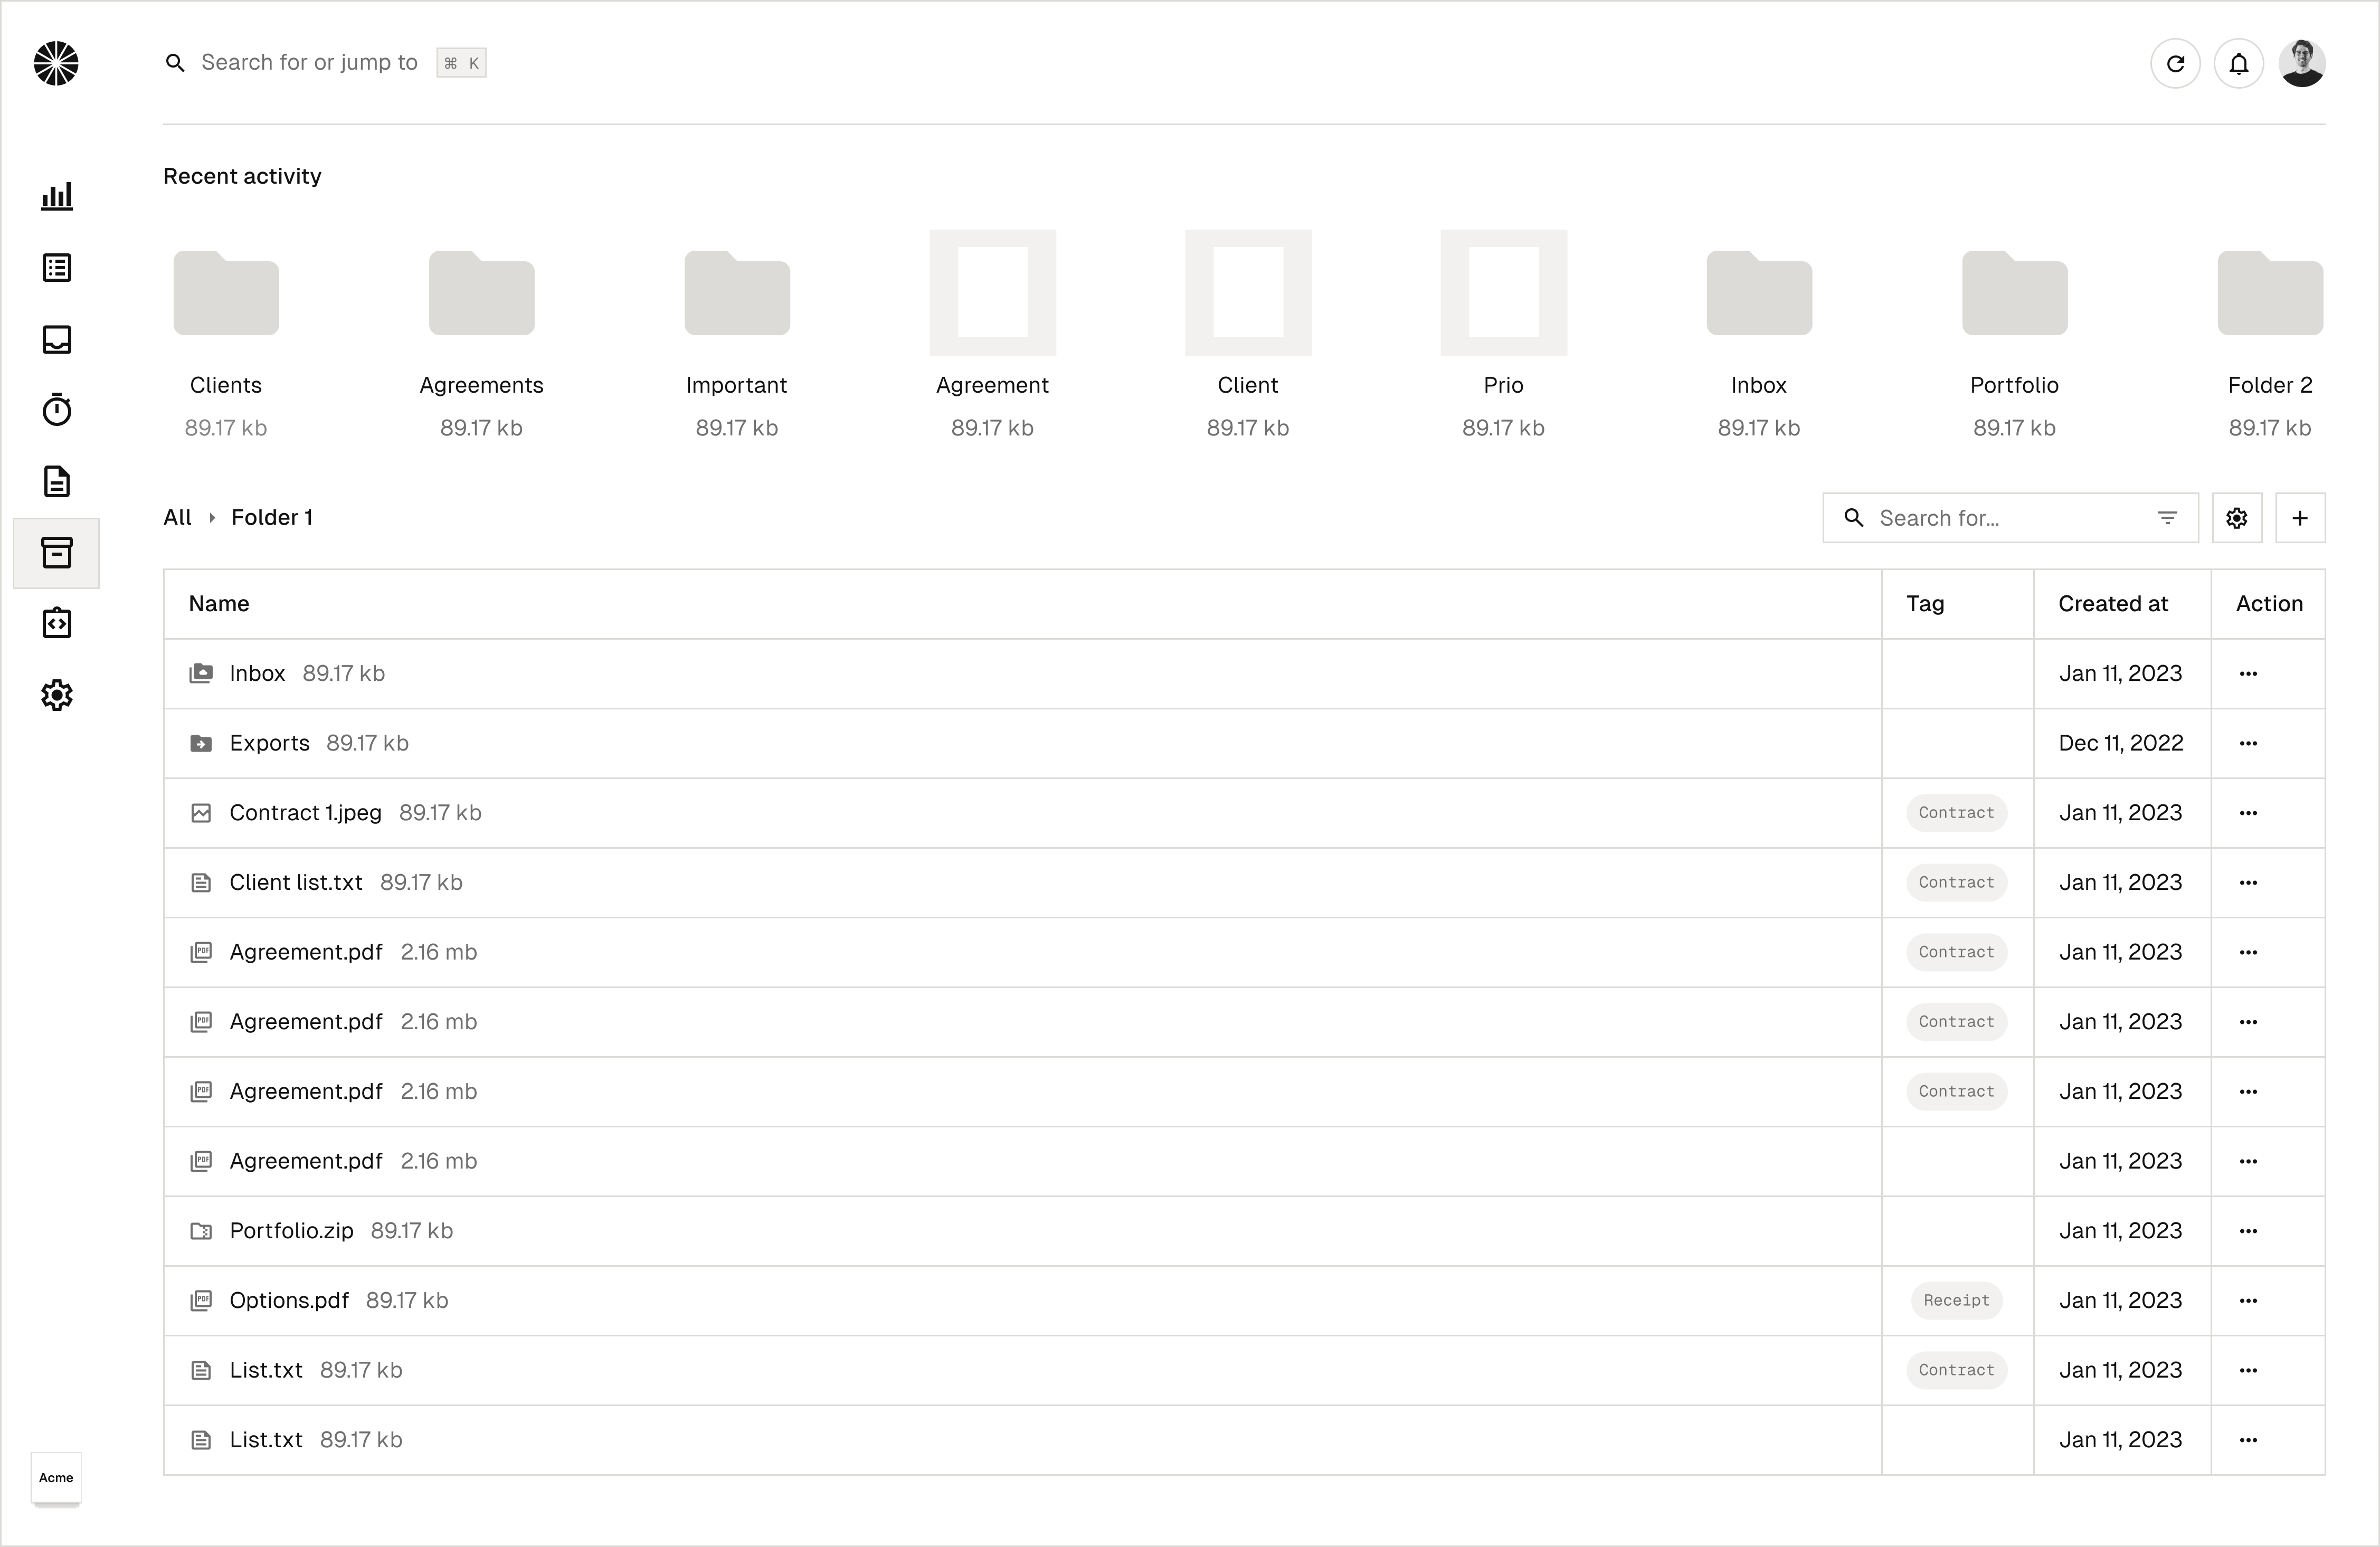 Search for or jump to ⌘ K
Recent activity
Clients Agreements Important Agreement Client Prio Inbox Portfolio Folder 2
89.17 kb 89.17 kb 89.17 kb 89.17 kb 89.17 kb 89.17 kb 89.17 kb 89.17 kb 89.17 kb
All Folder 1 Search for...
Name Tag Created at Action
Inbox 89.17 kb Jan 11, 2023
Exports 89.17 kb Dec 11, 2022
Contract 1.jpeg 89.17 kb Contract Jan 11, 2023
Client list.txt 89.17 kb Contract Jan 11, 2023
PDF Agreement.pdf 2.16 mb Contract Jan 11, 2023
PDF Agreement.pdf 2.16 mb Contract Jan 11, 2023
PDF Agreement.pdf 2.16 mb Contract Jan 11, 2023
PDF Agreement.pdf 2.16 mb Jan 11, 2023
Portfolio.zip 89.17 kb Jan 11, 2023
PDF Options.pdf 89.17 kb Receipt Jan 11, 2023
List.txt 89.17 kb Contract Jan 11, 2023
List.txt 89.17 kb Jan 11, 2023
Acme